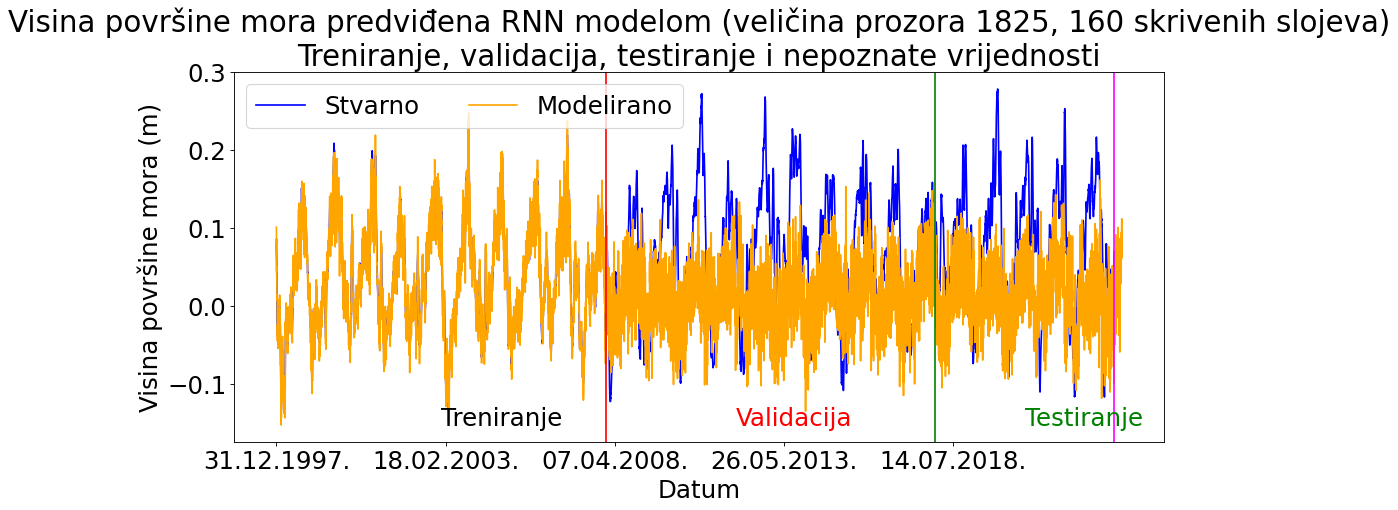 Visina površine mora predviđena RNN modelom (veličina prozora 1825, 160 skrivenih slojeva)
Treniranje, validacija, testiranje i nepoznate vrijednosti
Stvarno
Modelirano
Visina površine mora (m)
0.3
0.2
0.1
0.0
−0.1
Treniranje
Validacija
Testiranje
31.12.1997.
18.02.2003.
07.04.2008.
26.05.2013.
14.07.2018.
Datum